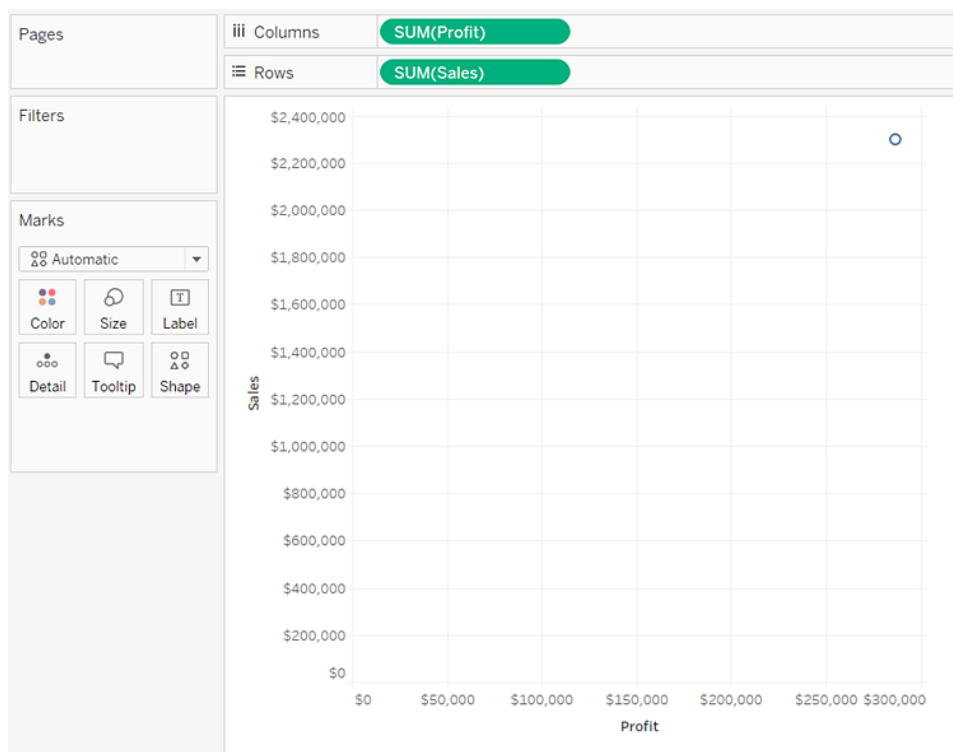 Pages
Columns
SUM(Profit)
Rows
SUM(Sales)
Filters
Marks
Automatic
Color
Size
T
Label
Detail
Tooltip
Shape
$2,400,000
$2,200,000
$2,000,000
$1,800,000
$1,600,000
$1,400,000
$1,200,000
$1,000,000
$800,000
$600,000
$400,000
$200,000
$0
Sales
$0 $50,000 $100,000 $150,000 $200,000 $250,000 $300,000
Profit